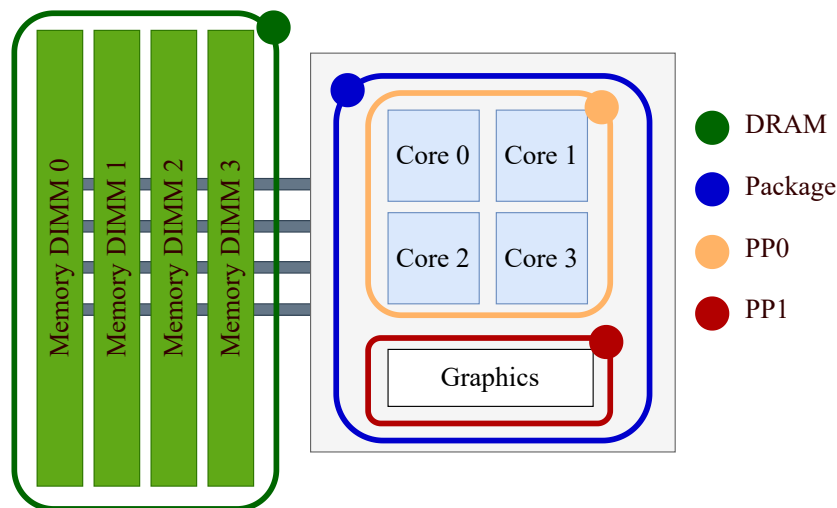 Memory DIMM 0
Memory DIMM 1
Memory DIMM 2
Memory DIMM 3
Core 0
Core 1
Core 2
Core 3
Graphics
DRAM
Package
PP0
PP1